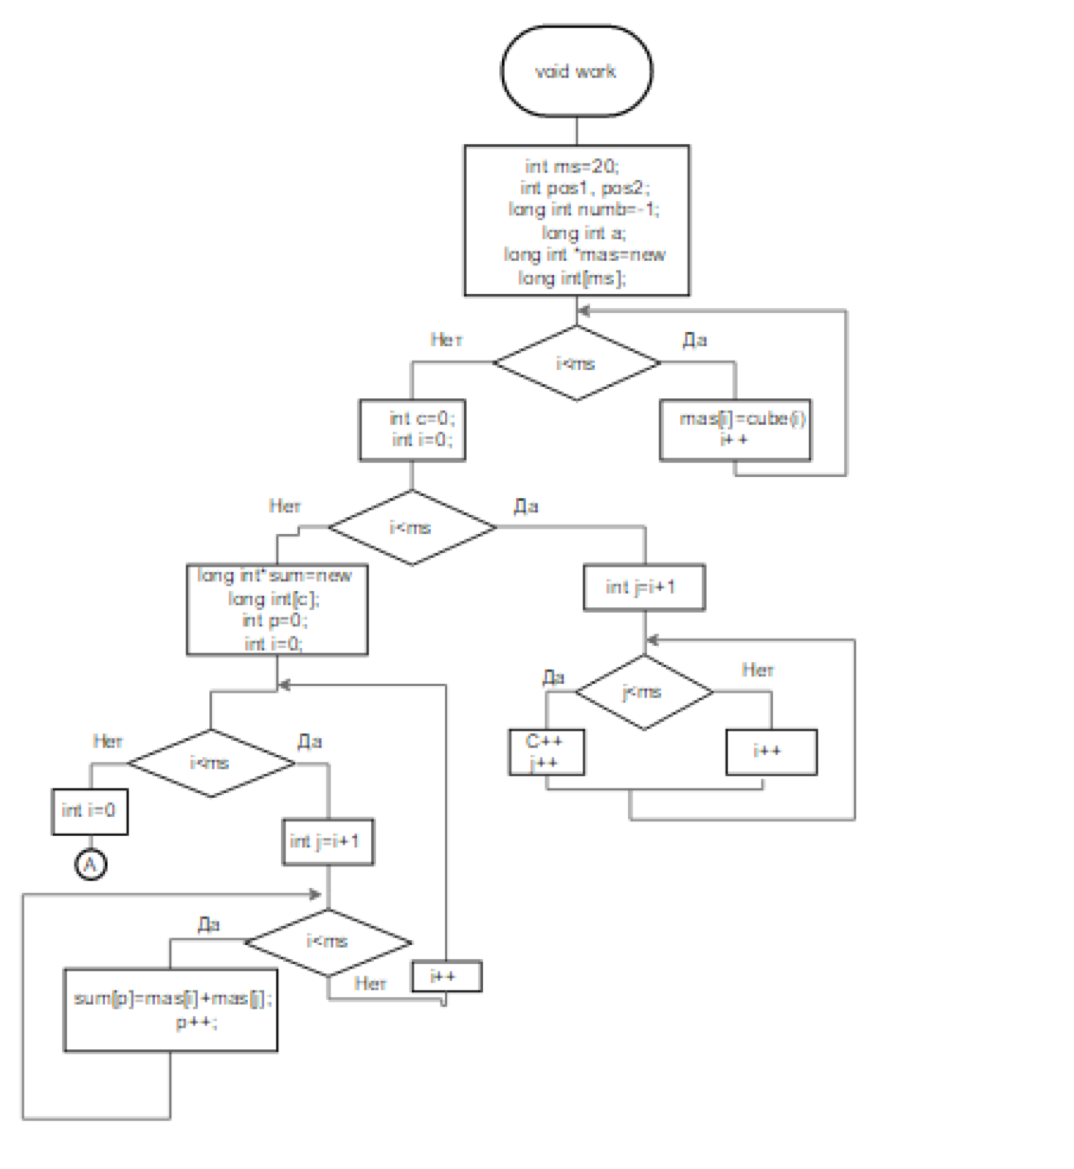 void work
int ms=20;
int pos1, pos2;
long int numb=-1;
long int a;
long int *mas=new
long int[ms];
Нет
Да
i<ms
int c=0;
int i=0;
mas[i]=cube(i)
i++
Нет
Да
i<ms
long int*sum=new
long int[c];
int p=0;
int i=0;
int j=i+1
Да
Нет
j<ms
C++
j++
i++
Нет
Да
i<ms
int i=0
A
int j=i+1
Да
i<ms
Нет
i++
sum[p]=mas[i]+mas[j];
p++;